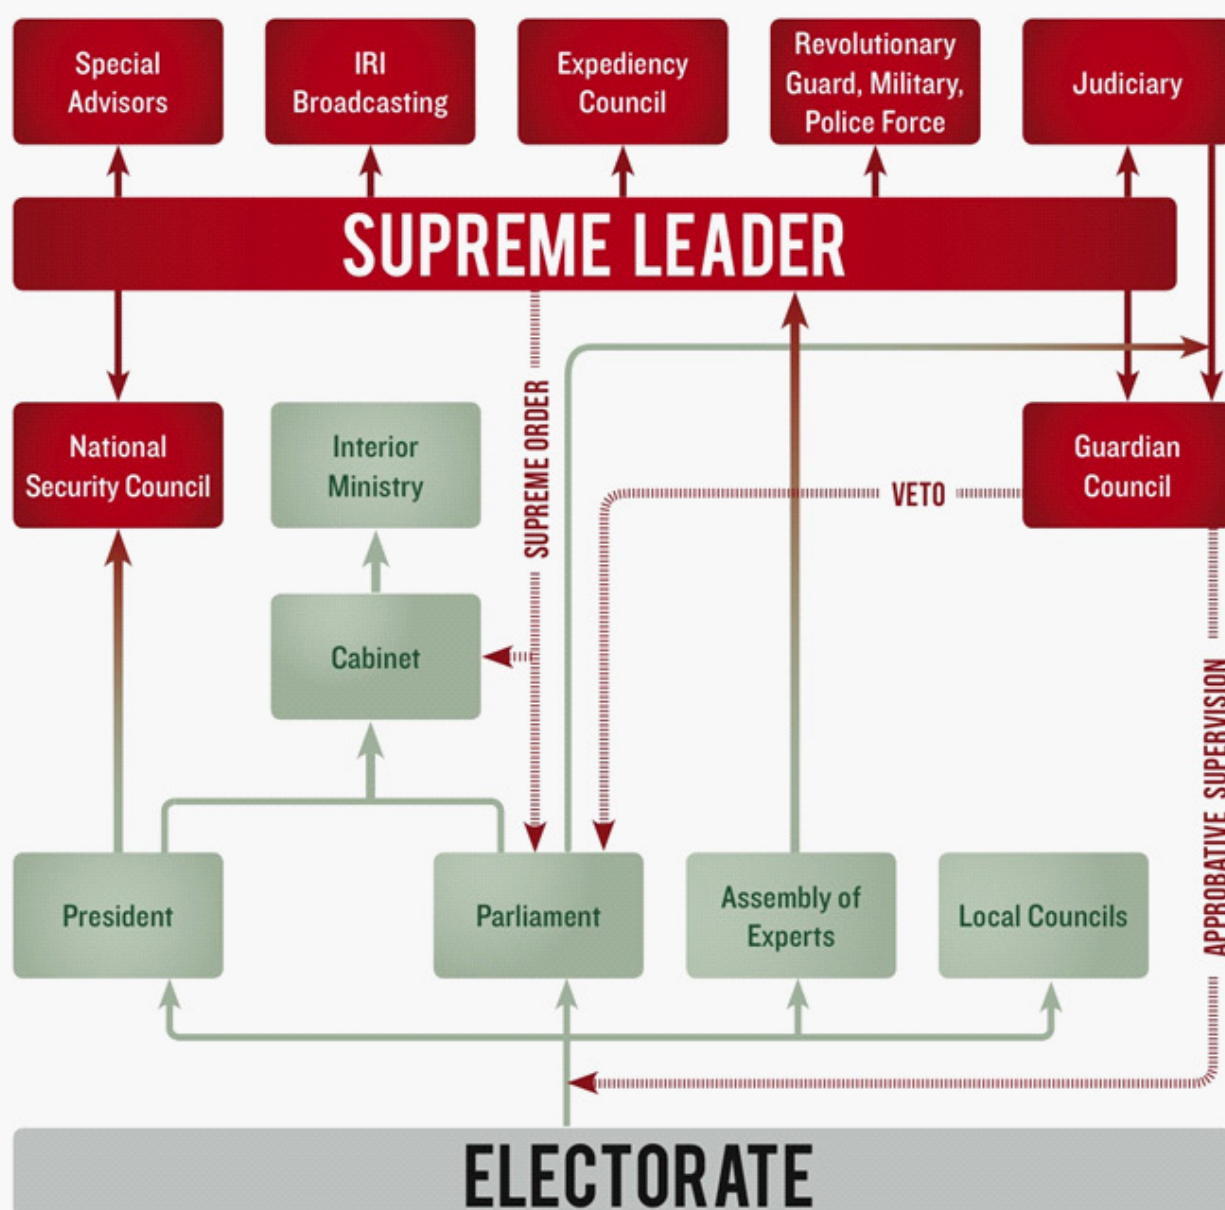 Special
Advisors
IRI
Broadcasting
Expediency
Council
Revolutionary
Guard, Military,
Police Force
Judiciary
SUPREME LEADER
National
Security Council
Interior
Ministry
SUPREME ORDER
VETO
Guardian
Council
Cabinet
APPROBATIVE SUPERVISION
President
Parliament
Assembly of
Experts
Local Councils
ELECTORATE